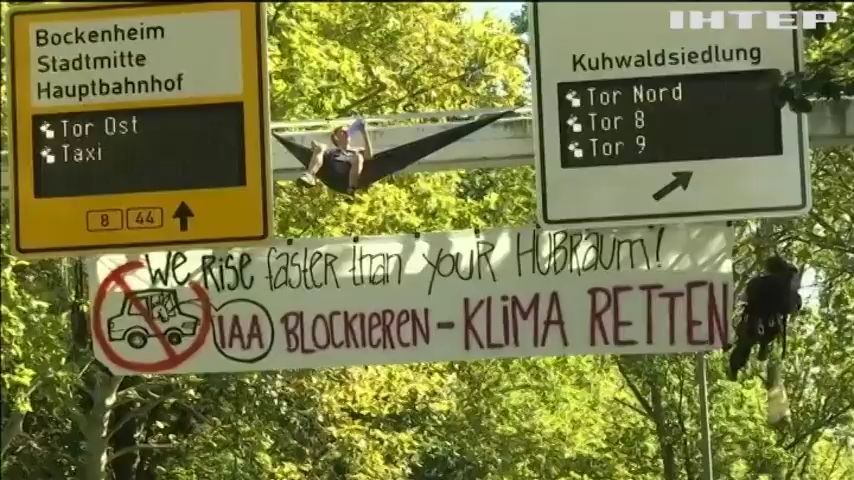 ІНТЕР
Bockenheim
Stadtmitte
Hauptbahnhof
Tor Ost
Taxi
8 44
Kuhwaldsiedlung
Tor Nord
Tor 8
Tor 9
WE RiSE faster than your HUBRAUM!
IAA BLOCKIEREN - KLiMA RETTEN